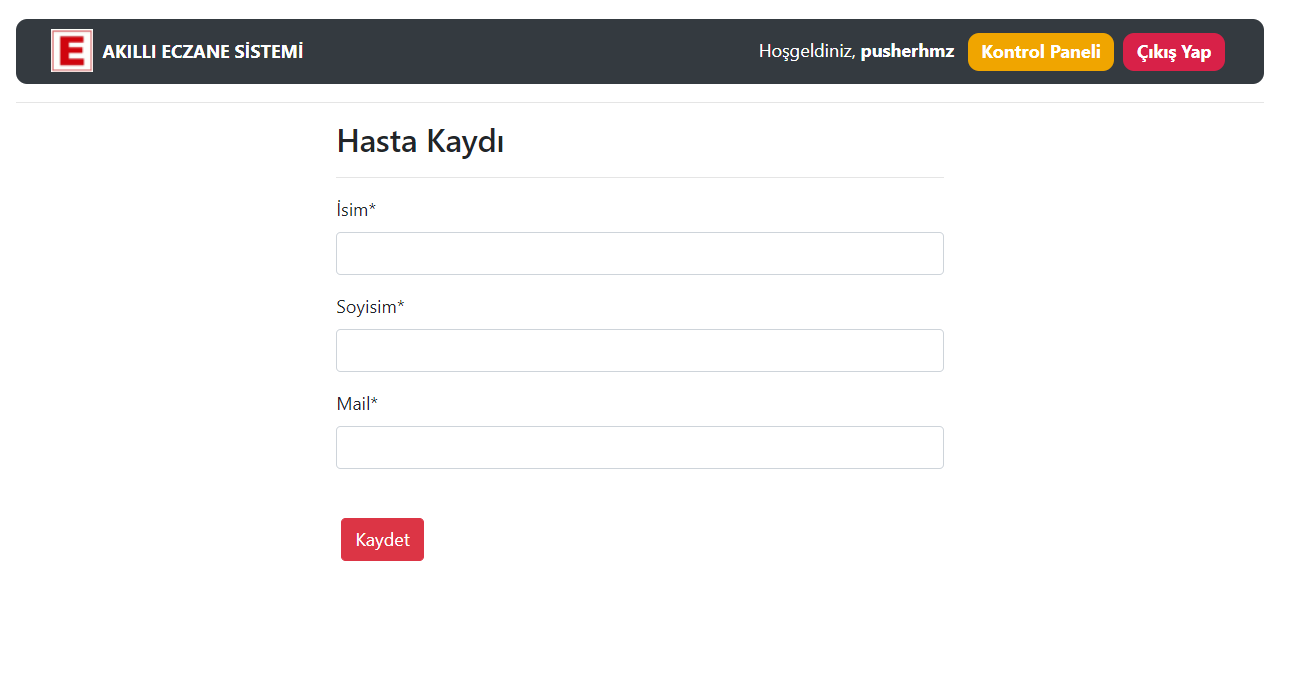 E AKILLI ECZANE SİSTEMİ Hoşgeldiniz, pusherhmz Kontrol Paneli Çıkış Yap
Hasta Kaydı
İsim*
Soyisim*
Mail*
Kaydet